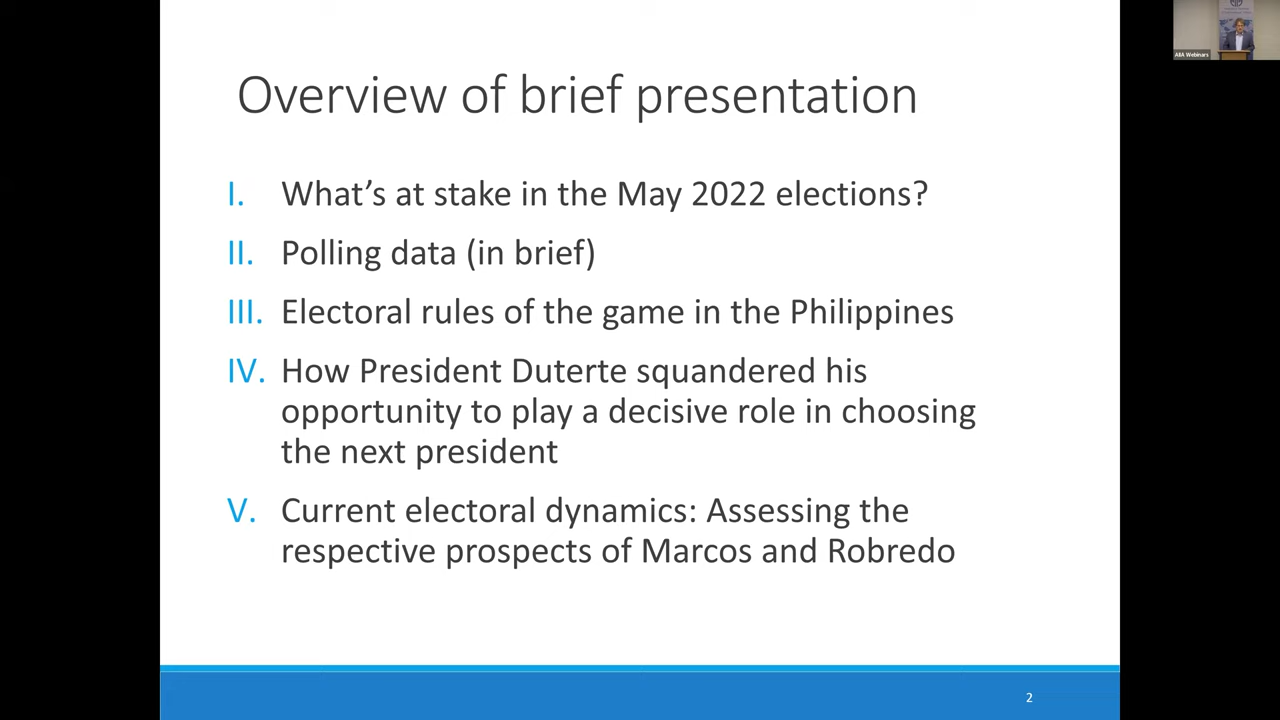 Overview of brief presentation
I. What’s at stake in the May 2022 elections?
II. Polling data (in brief)
III. Electoral rules of the game in the Philippines
IV. How President Duterte squandered his
opportunity to play a decisive role in choosing
the next president
V. Current electoral dynamics: Assessing the
respective prospects of Marcos and Robredo
2
AIIA Webinars